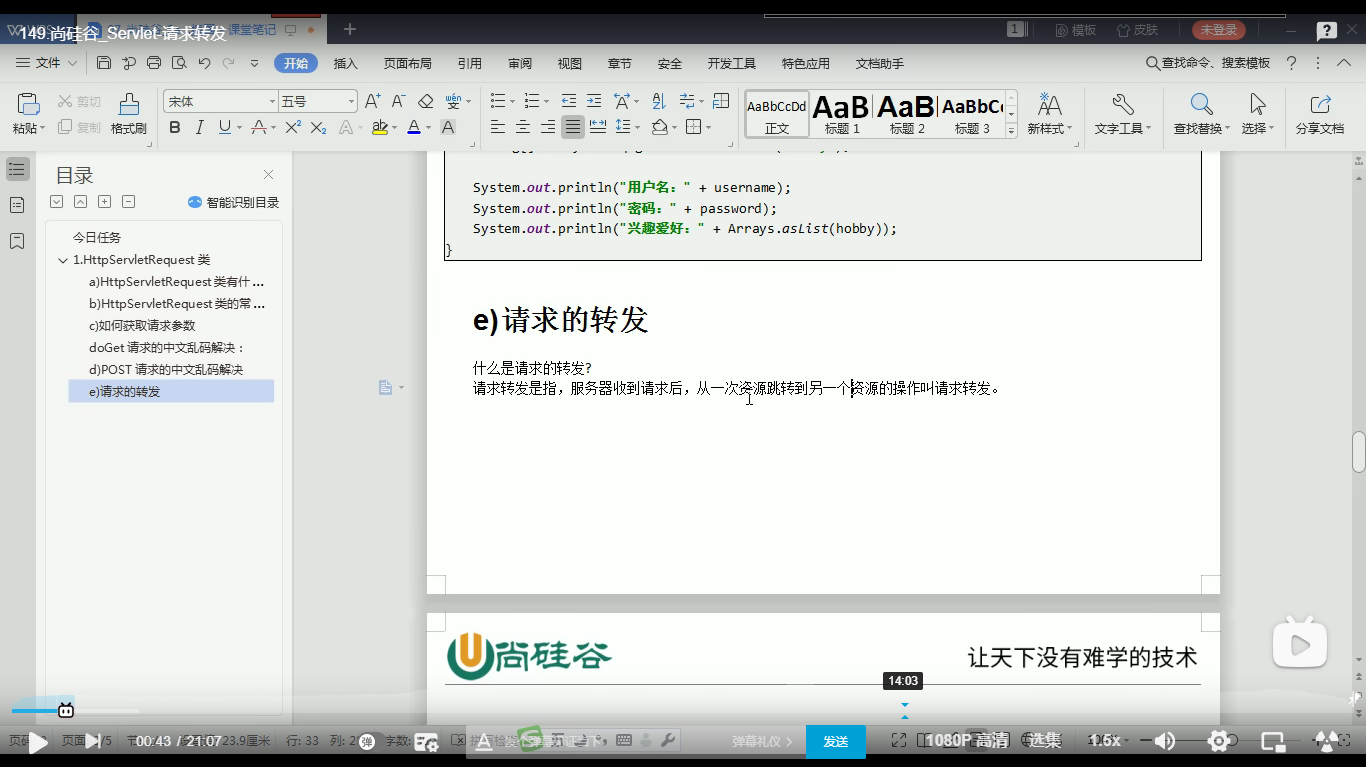 149.尚硅谷_Servlet-请求转发
课堂笔记
1
模板
皮肤
未登录
文件
开始
插入
页面布局
引用
审阅
视图
章节
安全
开发工具
特色应用
文档助手
查找命令、搜索模板
粘贴
剪切
复制
格式刷
宋体
五号
AaBbCcDd
正文
AaB
标题 1
AaB
标题 2
AaBbC
标题 3
新样式
文字工具
查找替换
选择
分享文档
目录
智能识别目录
今日任务
1.HttpServletRequest 类
a)HttpServletRequest 类有什 ...
b)HttpServletRequest 类的常 ...
c)如何获取请求参数
doGet 请求的中文乱码解决：
d)POST 请求的中文乱码解决
e)请求的转发
System.out.println("用户名：" + username);
System.out.println("密码：" + password);
System.out.println("兴趣爱好：" + Arrays.asList(hobby));
}
e)请求的转发
什么是请求的转发?
请求转发是指，服务器收到请求后，从一次资源跳转到另一个资源的操作叫请求转发。
尚硅谷
让天下没有难学的技术
14:03
00:43 / 21:07
行: 33
弹幕礼仪
发送
1080P 高清
选集
1.5x